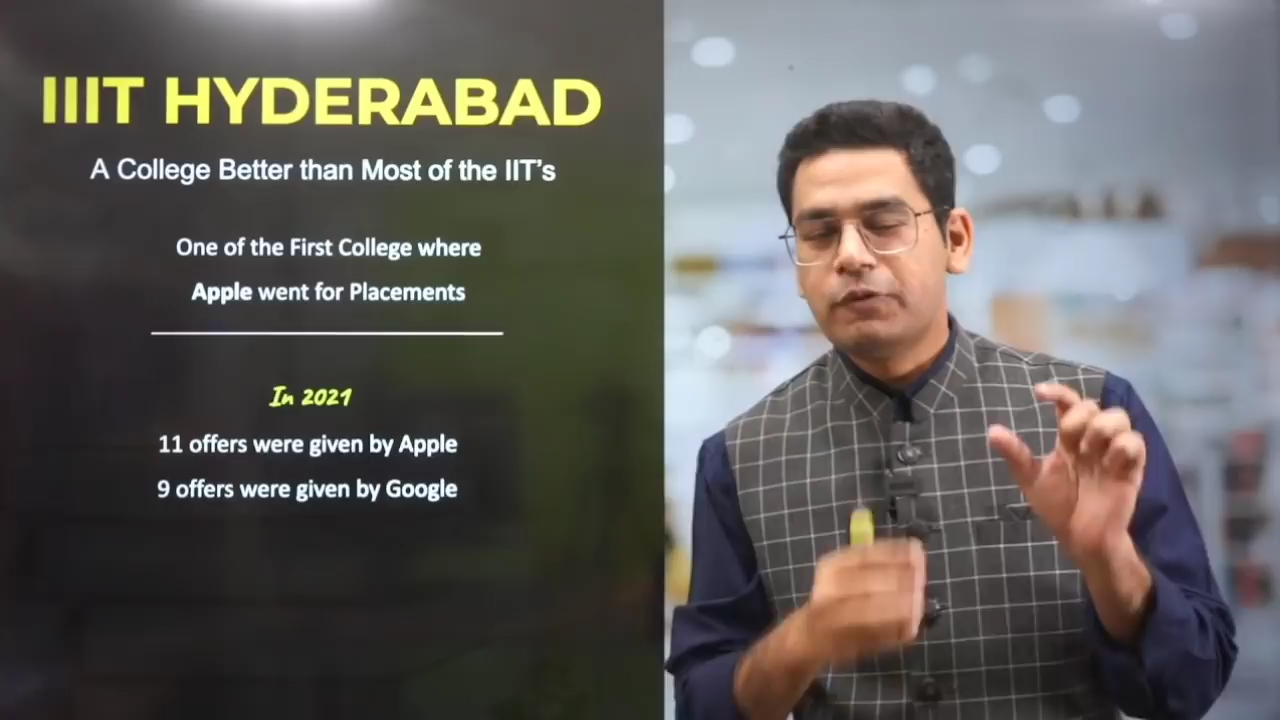 IIIT HYDERABAD
A College Better than Most of the IIT's
One of the First College where
Apple went for Placements
In 2021
11 offers were given by Apple
9 offers were given by Google